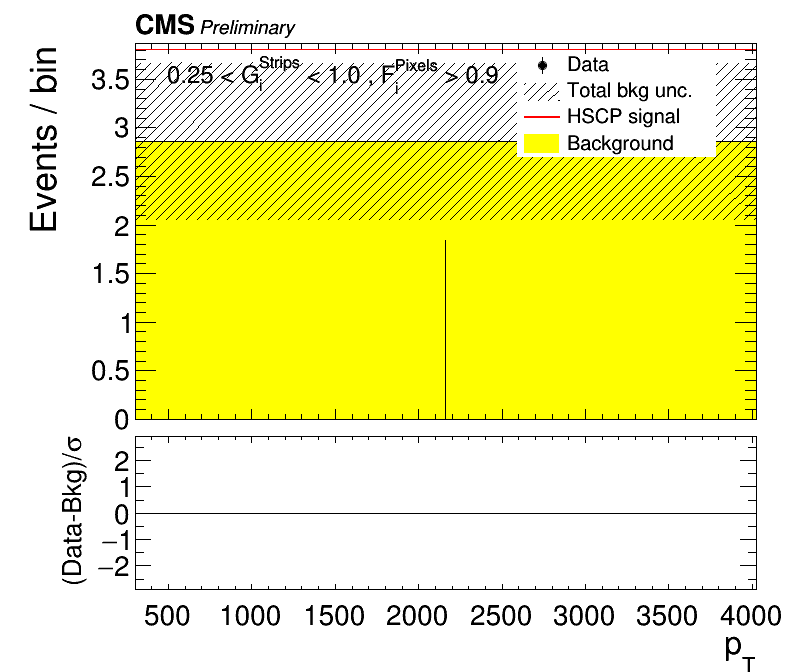 CMS Preliminary
Events / bin
3.5
3
2.5
2
1.5
1
0.5
0
0.25 < G_i^Strips < 1.0 , F_i^Pixels > 0.9
Data
Total bkg unc.
HSCP signal
Background
(Data-Bkg)/σ
2
1
0
−1
−2
500 1000 1500 2000 2500 3000 3500 4000
p_T